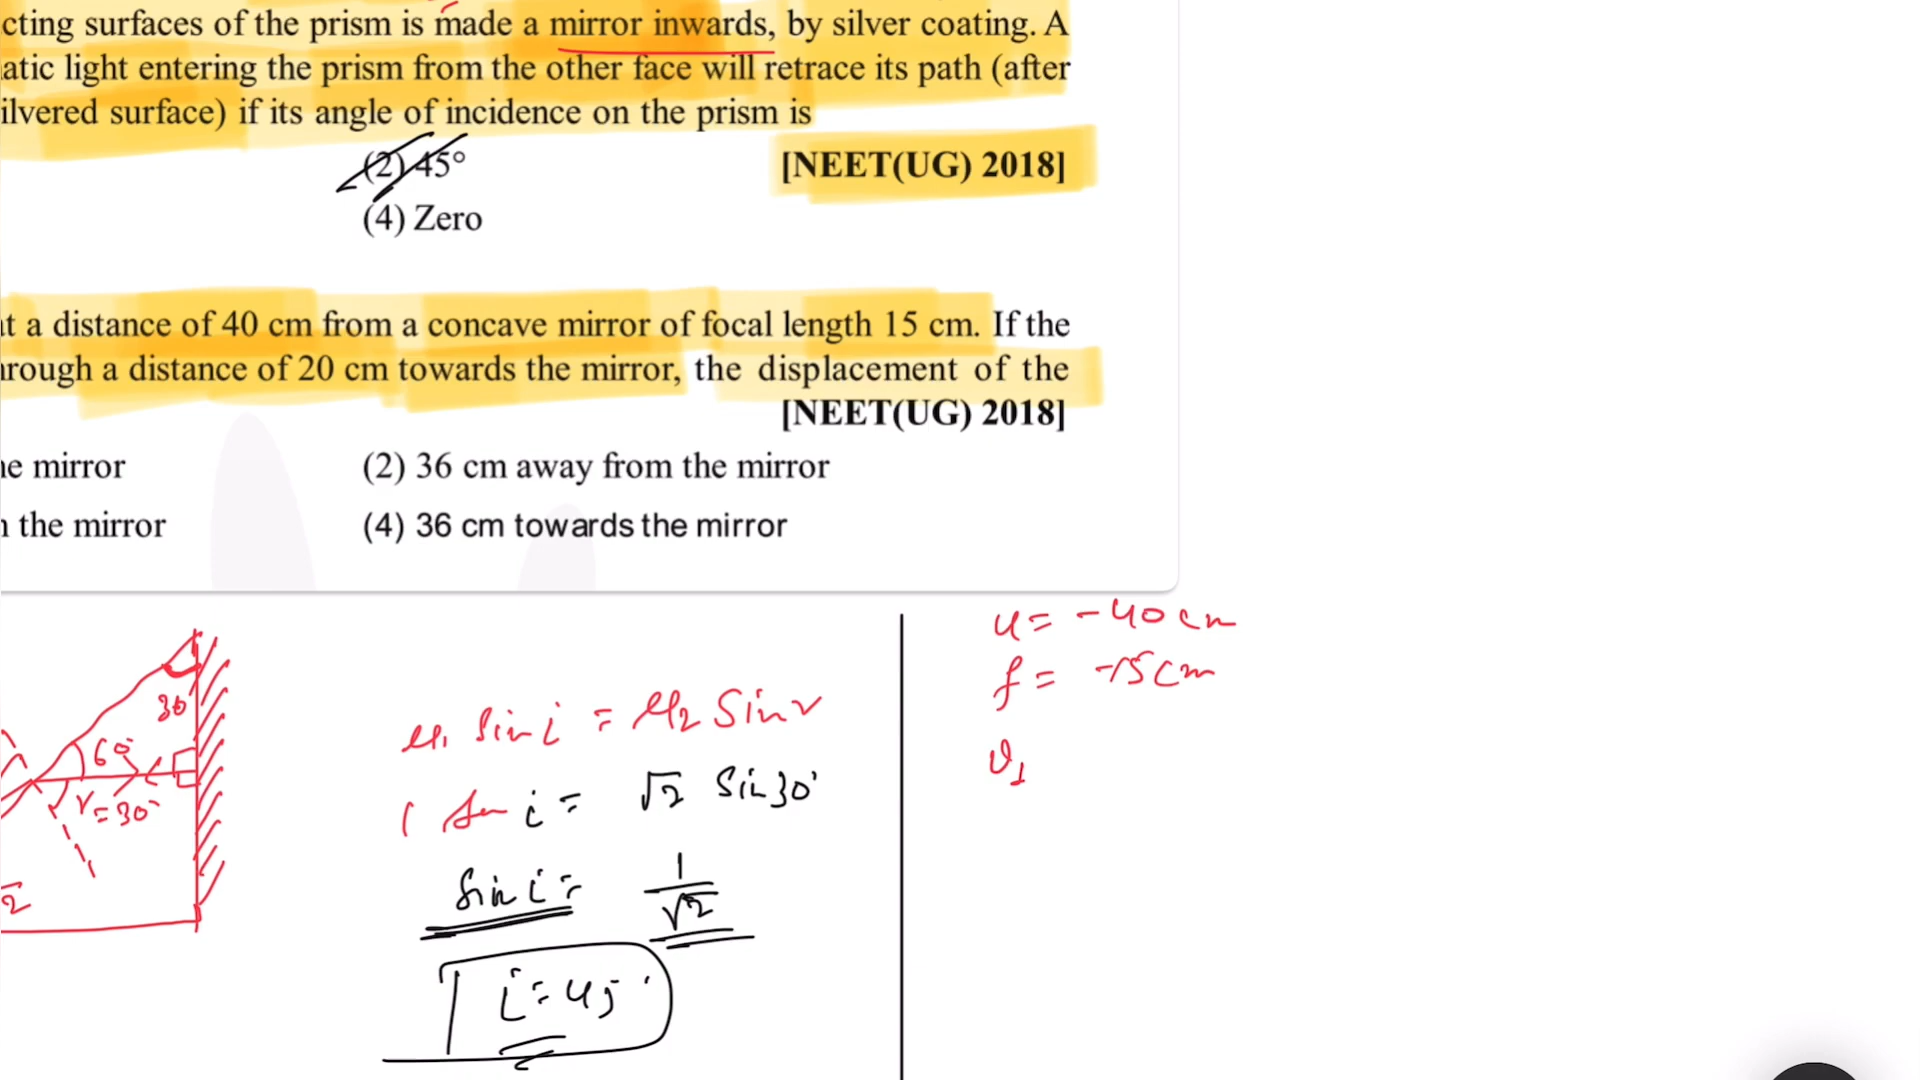 cting surfaces of the prism is made a mirror inwards, by silver coating. A
atic light entering the prism from the other face will retrace its path (after
ilvered surface) if its angle of incidence on the prism is
(2) 45°
[NEET(UG) 2018]
(4) Zero
t a distance of 40 cm from a concave mirror of focal length 15 cm. If the
rough a distance of 20 cm towards the mirror, the displacement of the
[NEET(UG) 2018]
e mirror
(2) 36 cm away from the mirror
the mirror
(4) 36 cm towards the mirror
u = -40 cm
f = -15 cm
v1
30
60°
r = 30°
√2
μ1 sin i = μ2 sin r
1 sin i = √2 sin 30°
sin i = 1/√2
i = 45°